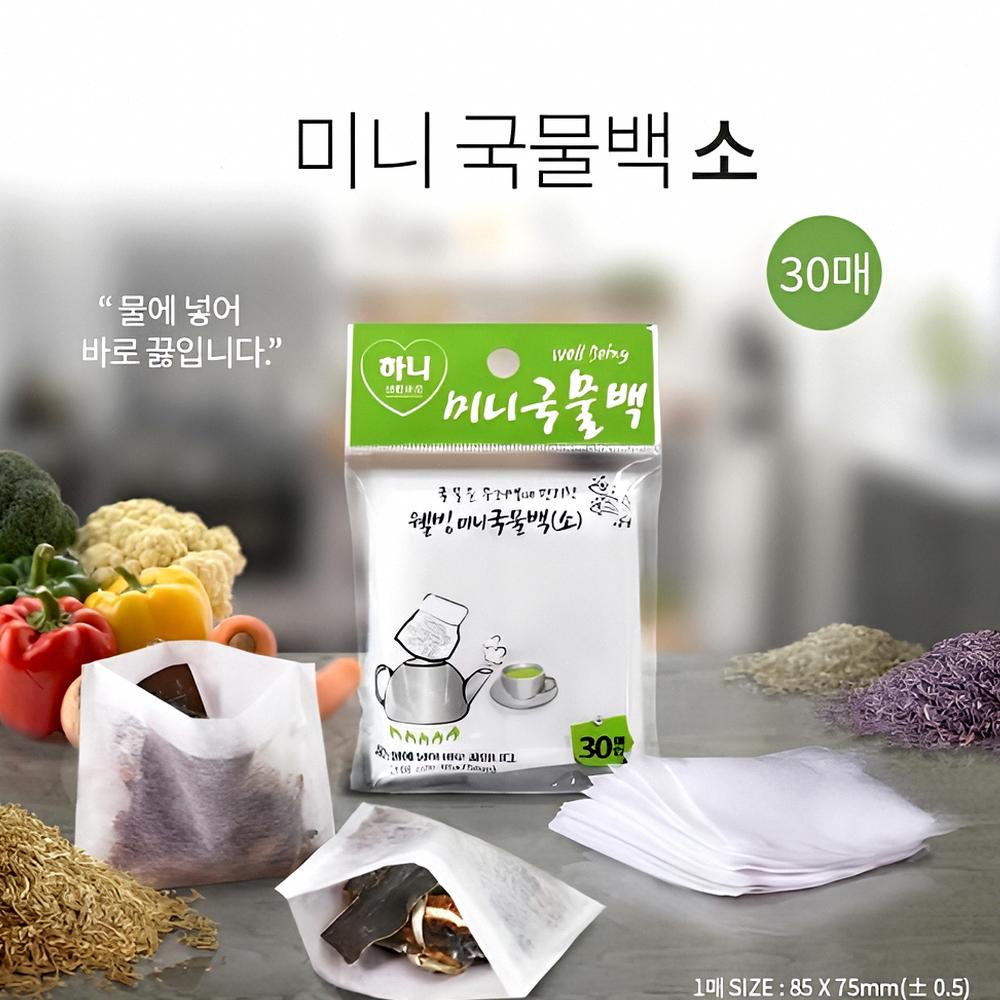 미니 국물백 소
30매
“ 물에 넣어
바로 끓입니다.”
하니
Well Being
미니국물백
웰빙 미니국물백(소)
30매
1매 SIZE : 85 X 75mm(± 0.5)